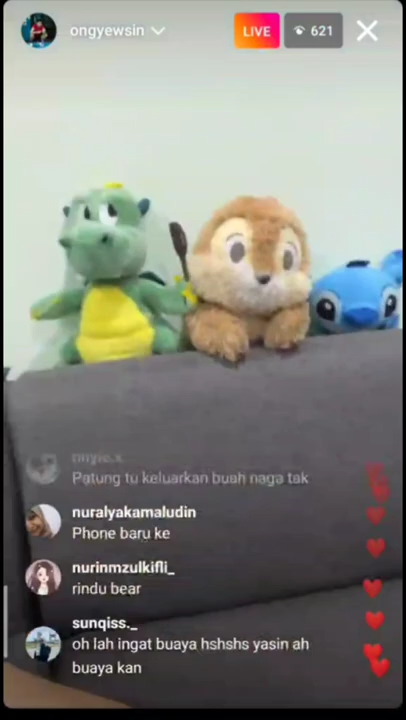 ongyewsin
LIVE
621
Patung tu keluarkan buah naga tak
nuralyakamaludin
Phone baru ke
nurinmzulkifli_
rindu bear
sunqiss._
oh lah ingat buaya hshshs yasin ah
buaya kan